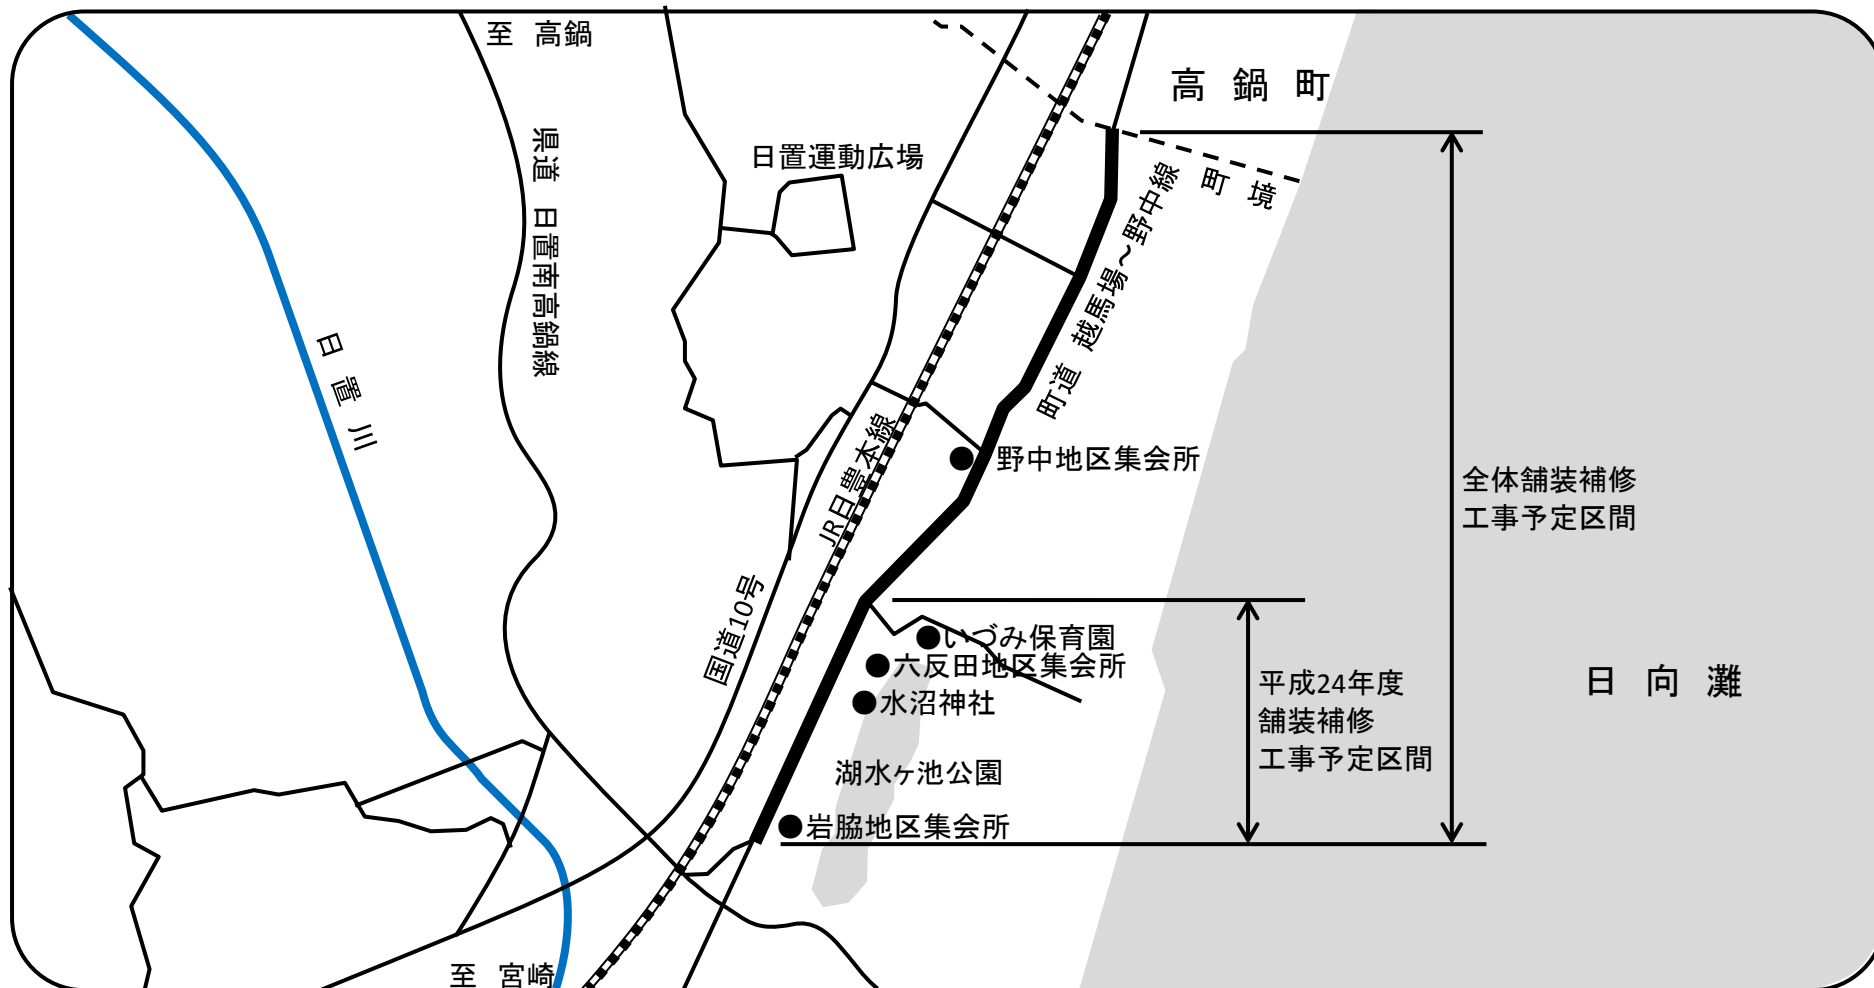 至 高鍋
高 鍋 町
県道 日置南高鍋線
日置運動広場
町 境
町道 越馬場~野中線
日 置 川
JR日豊本線
野中地区集会所
全体舗装補修
工事予定区間
国道10号
いづみ保育園
六反田地区集会所
水沼神社
平成24年度
舗装補修
工事予定区間
日 向 灘
湖水ヶ池公園
岩脇地区集会所
至 宮崎